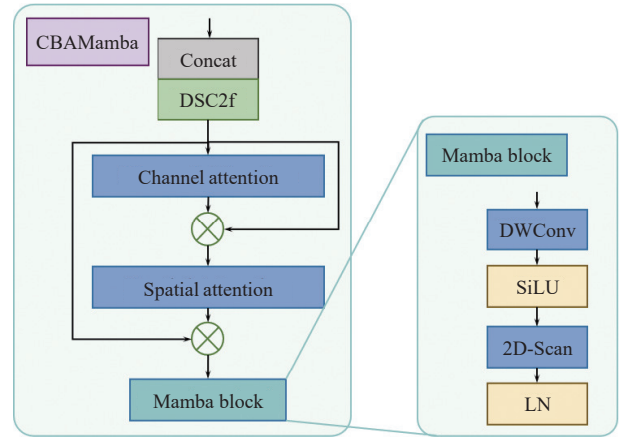 CBAMamba
Concat
DSC2f
Channel attention
Spatial attention
Mamba block
Mamba block
DWConv
SiLU
2D-Scan
LN